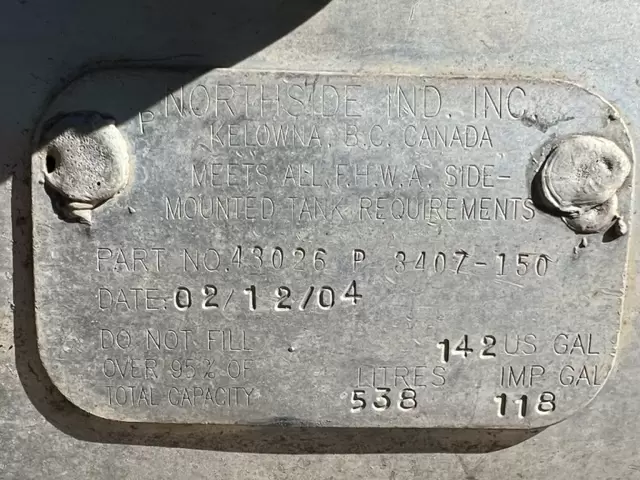 P NORTHSIDE IND. INC.
KELOWNA, B.C. CANADA
MEETS ALL F.H.W.A. SIDE-
MOUNTED TANK REQUIREMENTS
PART NO. 43026 P 3407-150
DATE: 02/12/04
DO NOT FILL
OVER 95% OF
TOTAL CAPACITY
142 US GAL
LITRES IMP GAL
538 118